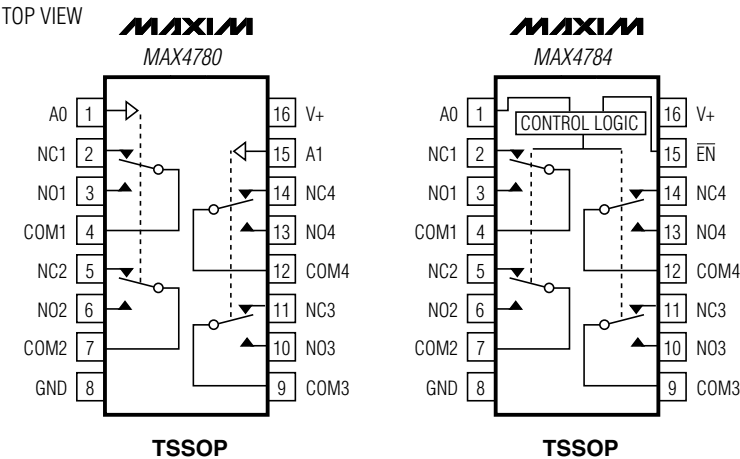 TOP VIEW
MAXIM
MAX4780
A0 1
NC1 2
NO1 3
COM1 4
NC2 5
NO2 6
COM2 7
GND 8
16 V+
15 A1
14 NC4
13 NO4
12 COM4
11 NC3
10 NO3
9 COM3
TSSOP
MAXIM
MAX4784
CONTROL LOGIC
A0 1
NC1 2
NO1 3
COM1 4
NC2 5
NO2 6
COM2 7
GND 8
16 V+
15 E̅N̅
14 NC4
13 NO4
12 COM4
11 NC3
10 NO3
9 COM3
TSSOP